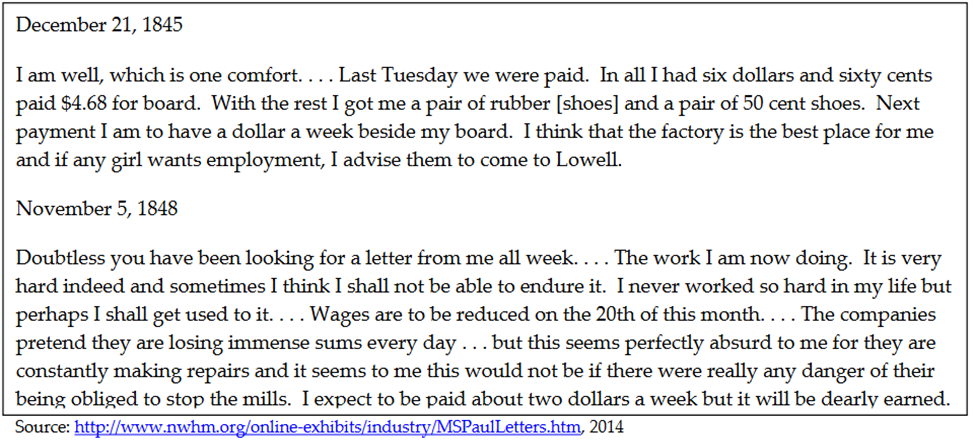 December 21, 1845
I am well, which is one comfort. . . . Last Tuesday we were paid.  In all I had six dollars and sixty cents
paid $4.68 for board.  With the rest I got me a pair of rubber [shoes] and a pair of 50 cent shoes.  Next
payment I am to have a dollar a week beside my board.  I think that the factory is the best place for me
and if any girl wants employment, I advise them to come to Lowell.
November 5, 1848
Doubtless you have been looking for a letter from me all week. . . . The work I am now doing.  It is very
hard indeed and sometimes I think I shall not be able to endure it.  I never worked so hard in my life but
perhaps I shall get used to it. . . . Wages are to be reduced on the 20th of this month. . . . The companies
pretend they are losing immense sums every day . . . but this seems perfectly absurd to me for they are
constantly making repairs and it seems to me this would not be if there were really any danger of their
being obliged to stop the mills.  I expect to be paid about two dollars a week but it will be dearly earned.
Source: http://www.nwhm.org/online-exhibits/industry/MSPaulLetters.htm, 2014